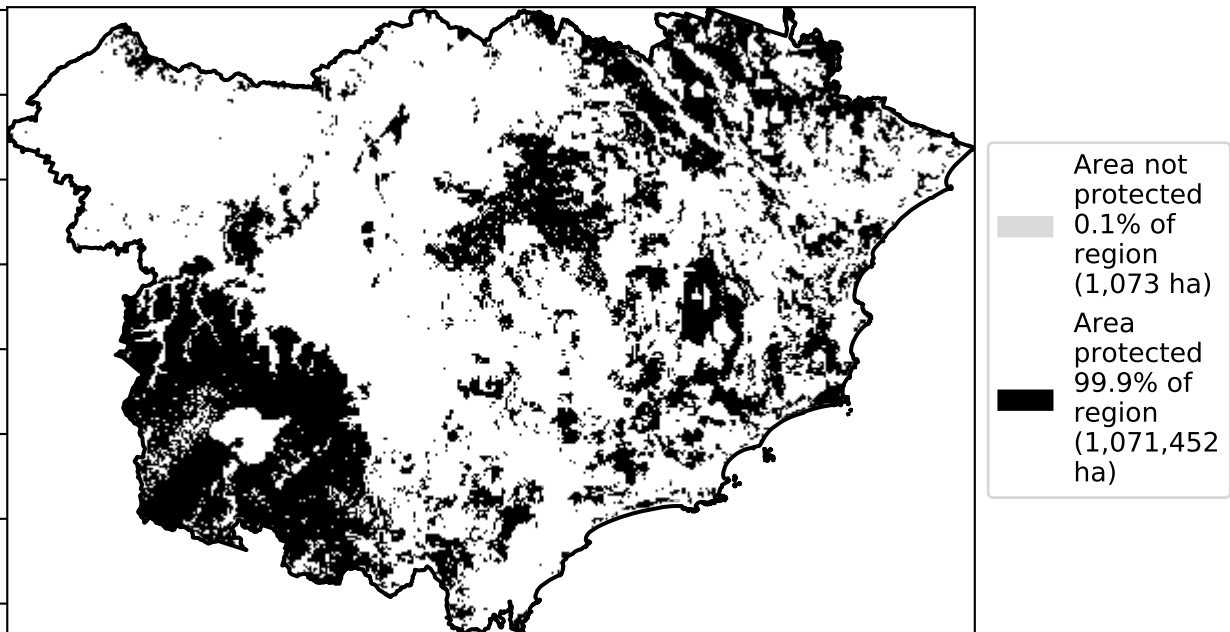 Area not
protected
0.1% of
region
(1,073 ha)
Area
protected
99.9% of
region
(1,071,452
ha)